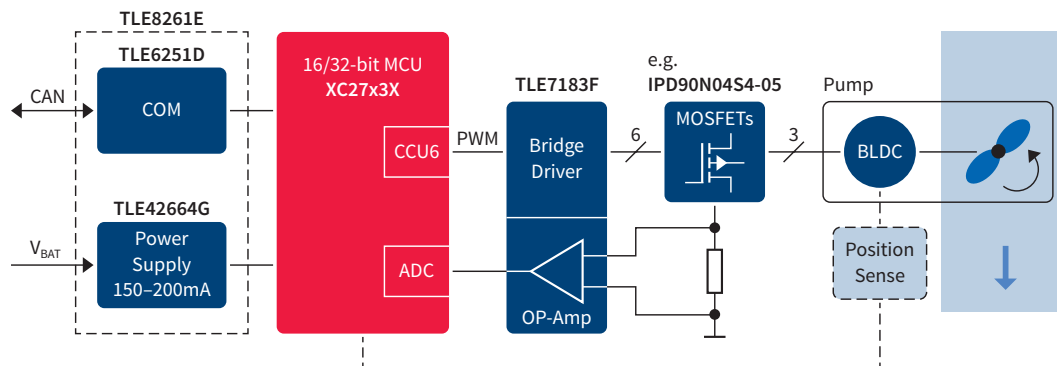 TLE8261E
TLE6251D
CAN
COM
TLE42664G
V_BAT
Power
Supply
150–200mA
16/32-bit MCU
XC27x3X
CCU6
PWM
ADC
TLE7183F
Bridge
Driver
OP-Amp
6
e.g.
IPD90N04S4-05
MOSFETs
3
Pump
BLDC
Position
Sense